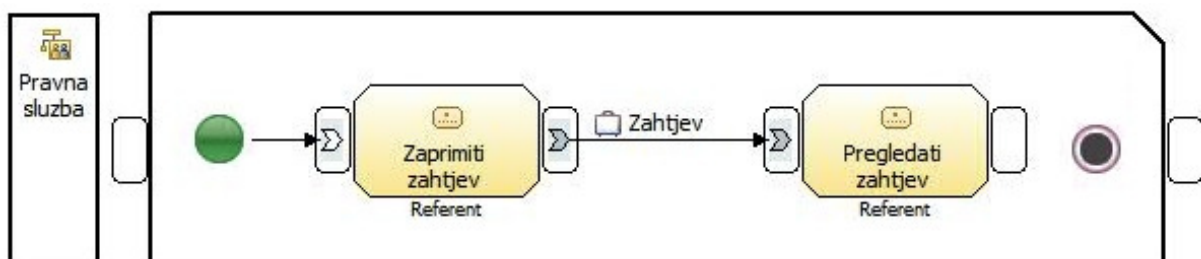 Pravna
sluzba
Zaprimiti
zahtjev
Referent
Zahtjev
Pregledati
zahtjev
Referent